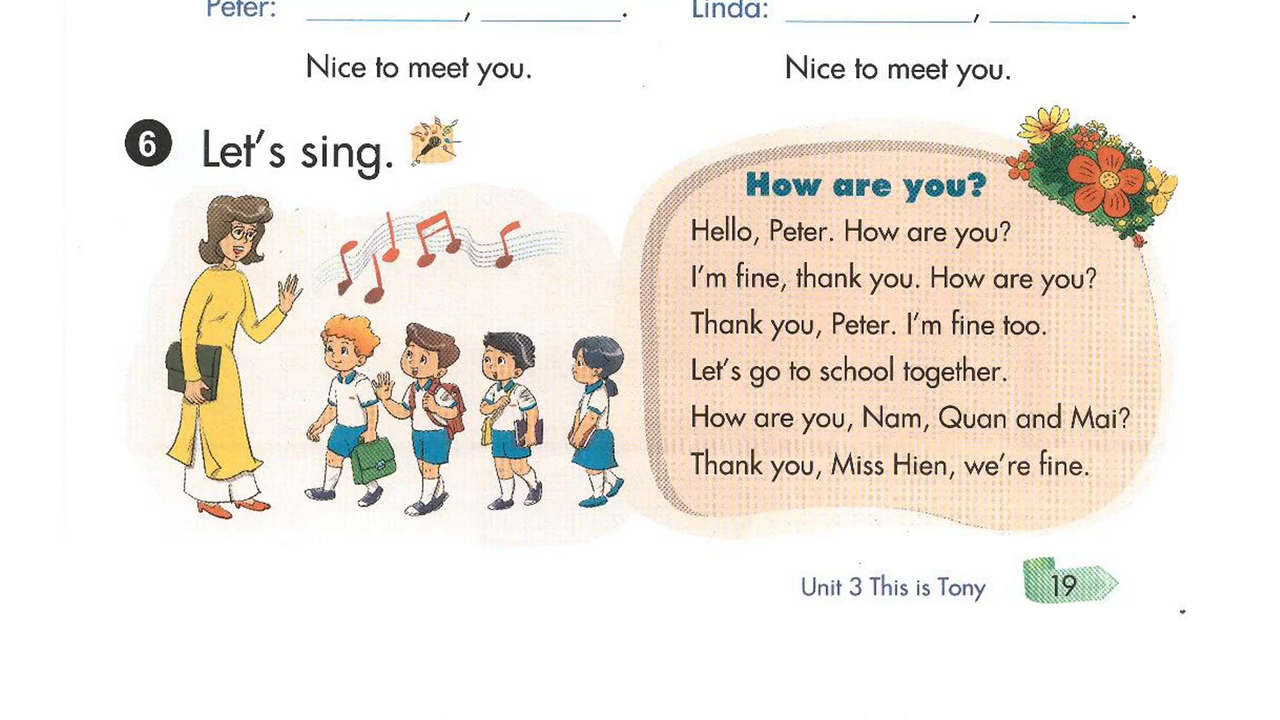 Peter: ____________, ____________.
Linda: ____________, ____________.
Nice to meet you.
Nice to meet you.
6 Let's sing.
How are you?
Hello, Peter. How are you?
I'm fine, thank you. How are you?
Thank you, Peter. I'm fine too.
Let's go to school together.
How are you, Nam, Quan and Mai?
Thank you, Miss Hien, we're fine.
Unit 3 This is Tony
19